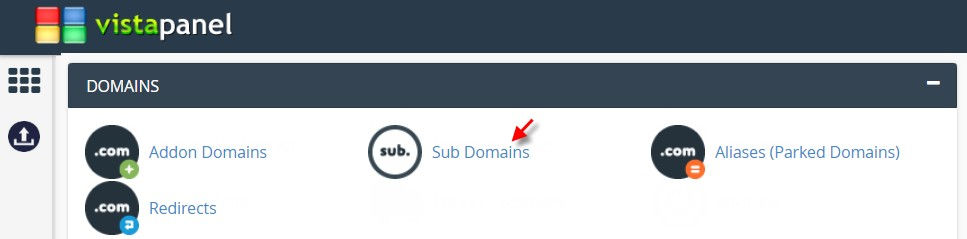 vistapanel
DOMAINS
.com Addon Domains
sub. Sub Domains
.com Aliases (Parked Domains)
.com Redirects